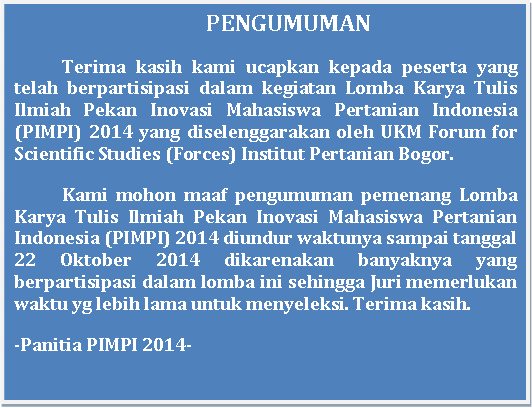 PENGUMUMAN
Terima kasih kami ucapkan kepada peserta yang
telah berpartisipasi dalam kegiatan Lomba Karya Tulis
Ilmiah Pekan Inovasi Mahasiswa Pertanian Indonesia
(PIMPI) 2014 yang diselenggarakan oleh UKM Forum for
Scientific Studies (Forces) Institut Pertanian Bogor.
Kami mohon maaf pengumuman pemenang Lomba
Karya Tulis Ilmiah Pekan Inovasi Mahasiswa Pertanian
Indonesia (PIMPI) 2014 diundur waktunya sampai tanggal
22 Oktober 2014 dikarenakan banyaknya yang
berpartisipasi dalam lomba ini sehingga Juri memerlukan
waktu yg lebih lama untuk menyeleksi. Terima kasih.
-Panitia PIMPI 2014-